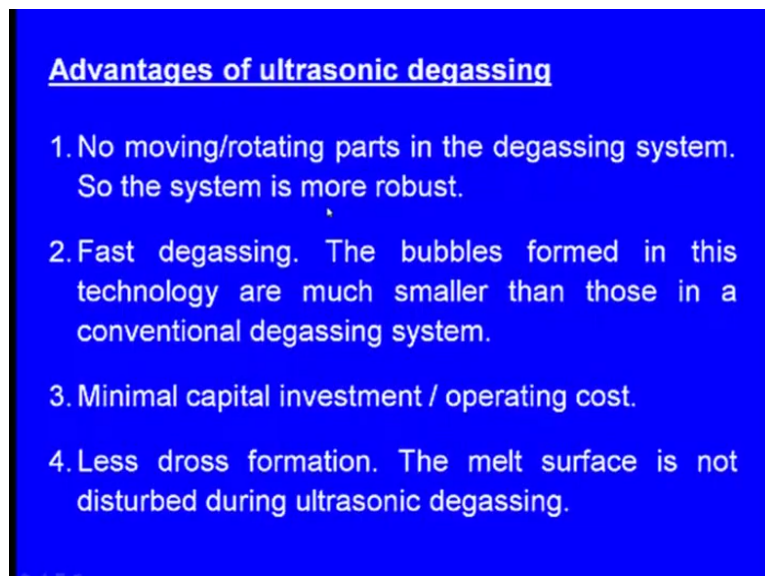 Advantages of ultrasonic degassing
1. No moving/rotating parts in the degassing system.
So the system is more robust.
2. Fast degassing. The bubbles formed in this
technology are much smaller than those in a
conventional degassing system.
3. Minimal capital investment / operating cost.
4. Less dross formation. The melt surface is not
disturbed during ultrasonic degassing.